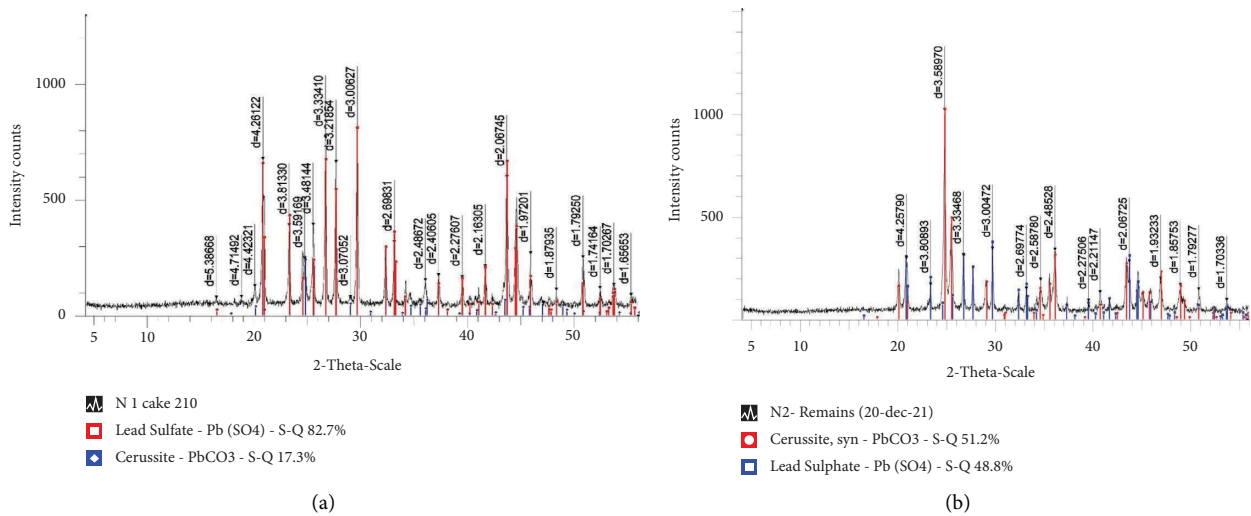 1000
500
0
Intensity counts
d=5.38668
d=4.71492
d=4.42321
d=4.26122
d=3.81330
d=3.59169
d=3.48144
d=3.33410
d=3.21854
d=3.07052
d=3.00627
d=2.69831
d=2.48672
d=2.40605
d=2.27607
d=2.16305
d=2.06745
d=1.97201
d=1.87935
d=1.79250
d=1.74164
d=1.70267
d=1.65653
5 10 20 30 40 50
2-Theta-Scale
N 1 cake 210
Lead Sulfate - Pb (SO4) - S-Q 82.7%
Cerussite - PbCO3 - S-Q 17.3%
(a)
1000
500
0
Intensity counts
d=4.25790
d=3.80893
d=3.58970
d=3.33468
d=3.00472
d=2.69774
d=2.58780
d=2.48528
d=2.27506
d=2.21147
d=2.06725
d=1.93233
d=1.85753
d=1.79277
d=1.70336
5 10 20 30 40 50
2-Theta-Scale
N2- Remains (20-dec-21)
Cerussite, syn - PbCO3 - S-Q 51.2%
Lead Sulphate - Pb (SO4) - S-Q 48.8%
(b)